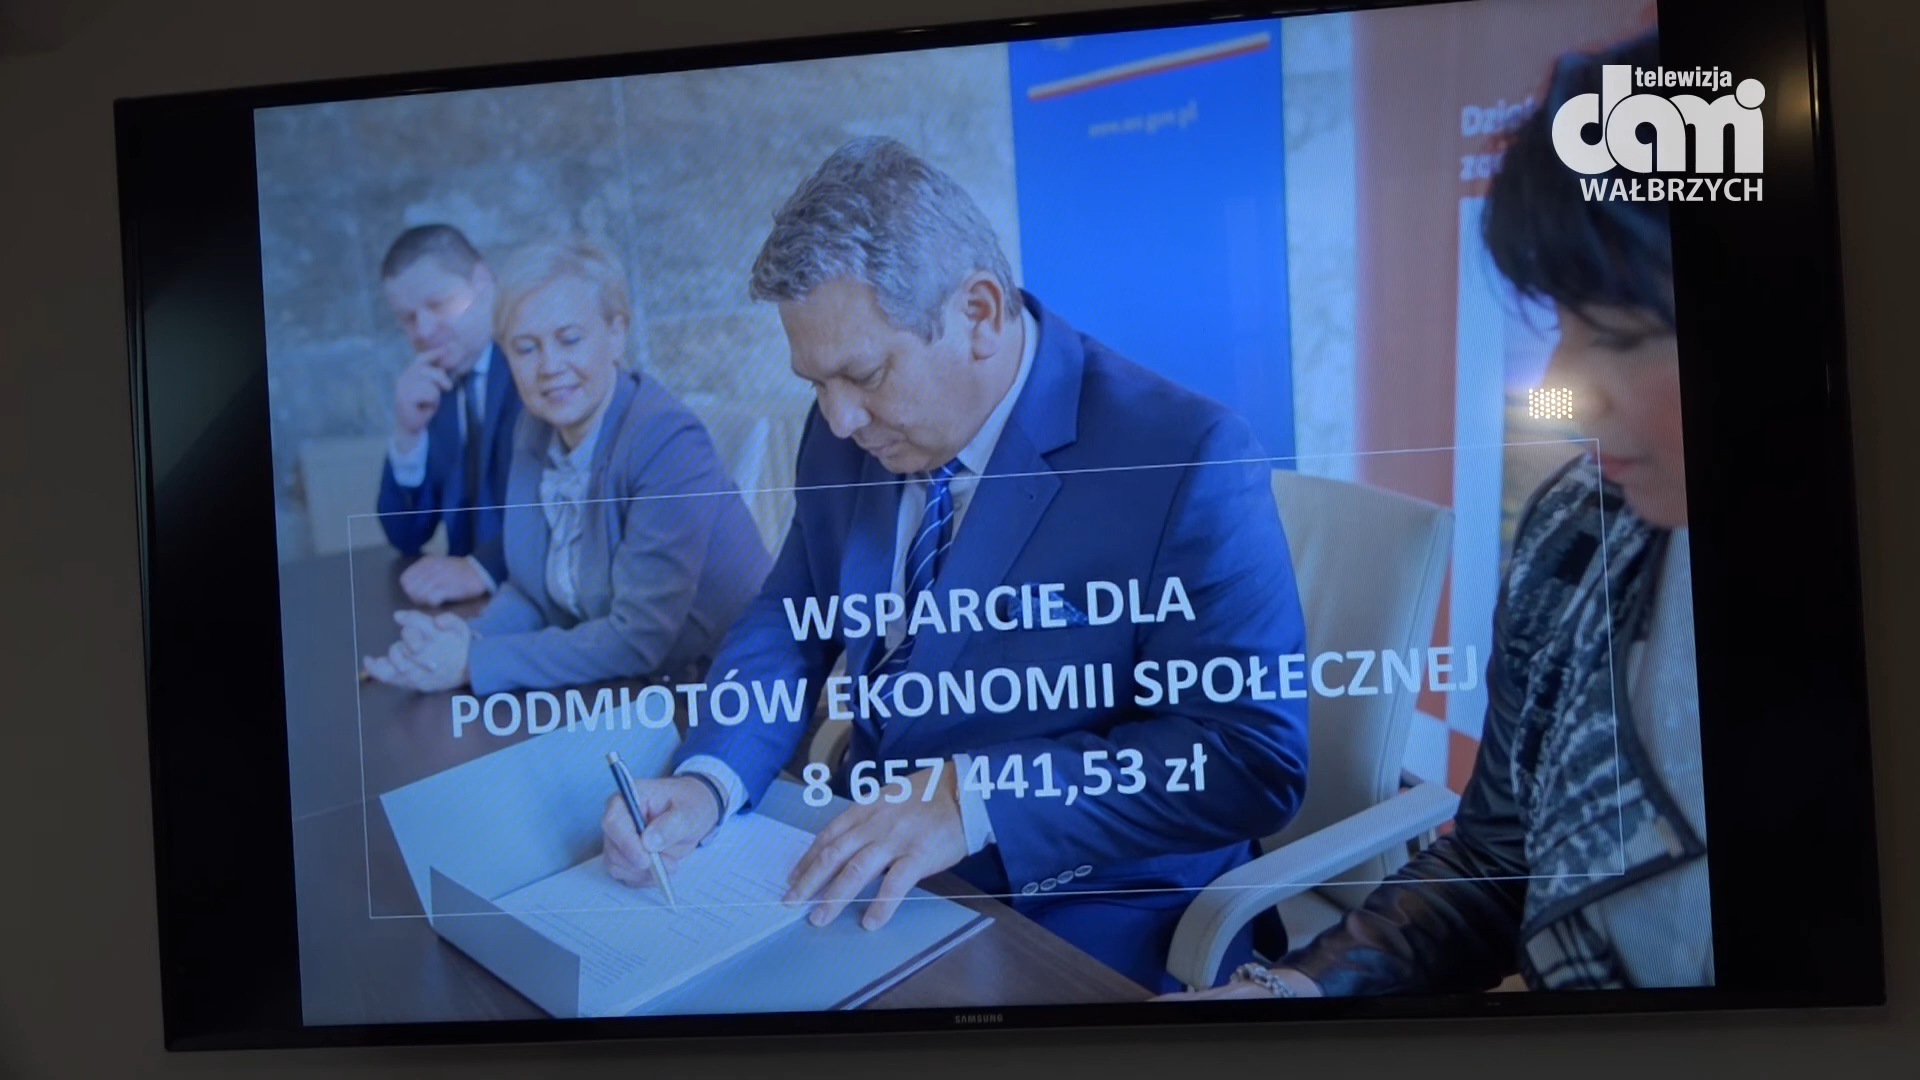 telewizja
dami
WAŁBRZYCH
WSPARCIE DLA
PODMIOTÓW EKONOMII SPOŁECZNEJ
8 657 441,53 zł
SAMSUNG